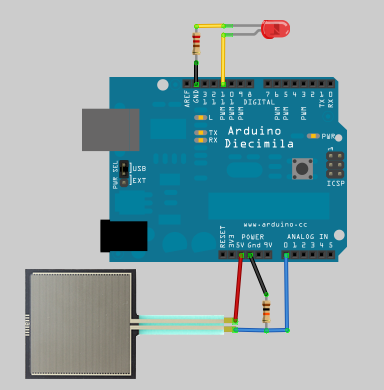 AREF
GND
13
12
11
10
9
8
7
6
5
4
3
2
1
0
PWM
PWM
PWM
PWM
PWM
PWM
TX
RX
DIGITAL
L
TX
RX
PWR
Arduino
Diecimila
PWR SEL
USB
EXT
1
ICSP
www.arduino.cc
POWER
ANALOG IN
RESET
3V3
5V
Gnd
9V
0 1 2 3 4 5